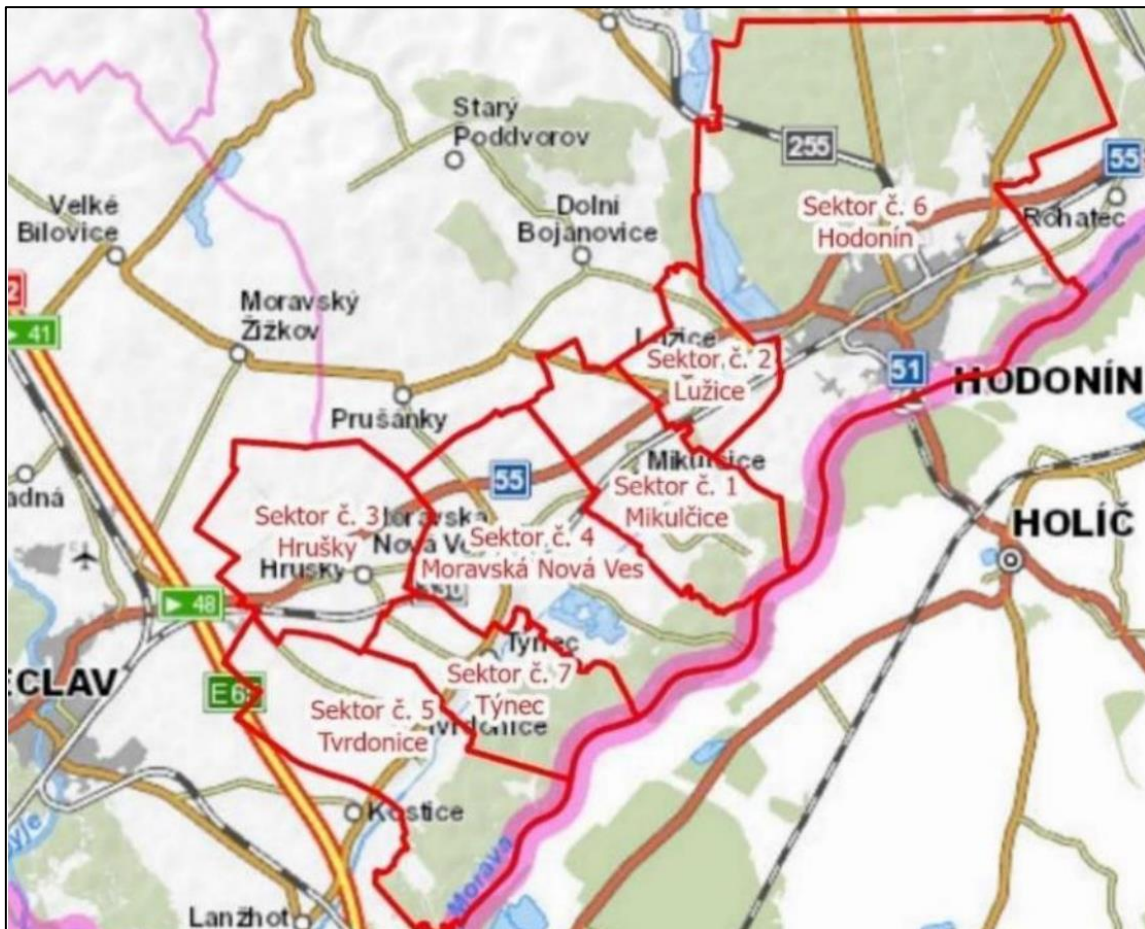 Starý
Poddvorov
255
55
Sektor č. 6
Hodonín
Rohatec
Velké
Bílovice
Dolní
Bojanovice
Moravský
Žižkov
41
Lužice
Sektor č. 2
Lužice
51
HODONÍN
Prušánky
55
Mikulčice
Sektor č. 1
Mikulčice
HOLÍČ
Sektor č. 3
Hrušky
Sektor č. 4
Moravská Nová Ves
Hrušky
48
Týnec
Sektor č. 7
Týnec
ECLAV
Sektor č. 5
Tvrdonice
Tvrdonice
Kostice
Morava
Lanžhot